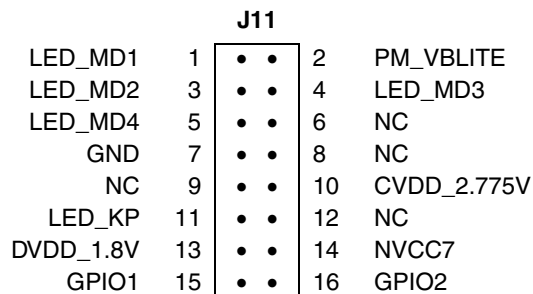 J11
LED_MD1 1 • • 2 PM_VBLITE
LED_MD2 3 • • 4 LED_MD3
LED_MD4 5 • • 6 NC
GND 7 • • 8 NC
NC 9 • • 10 CVDD_2.775V
LED_KP 11 • • 12 NC
DVDD_1.8V 13 • • 14 NVCC7
GPIO1 15 • • 16 GPIO2